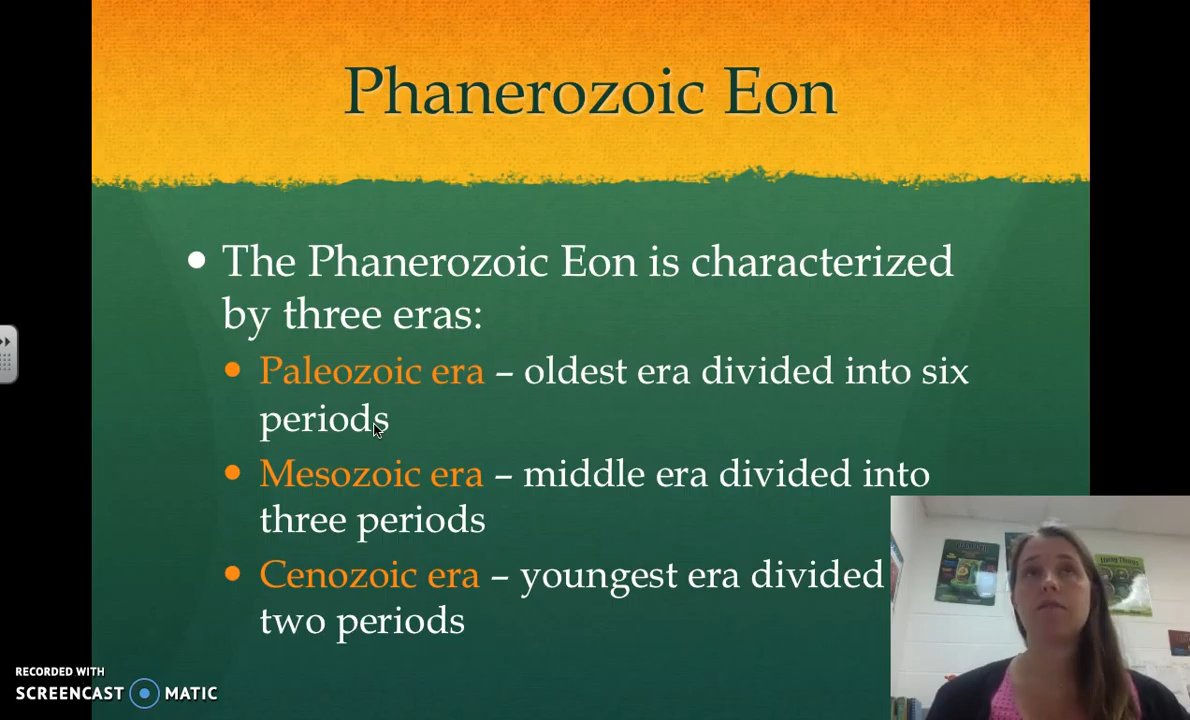 Phanerozoic Eon
• The Phanerozoic Eon is characterized
by three eras:
• Paleozoic era – oldest era divided into six
periods
• Mesozoic era – middle era divided into
three periods
• Cenozoic era – youngest era divided
two periods
RECORDED WITH
SCREENCAST MATIC